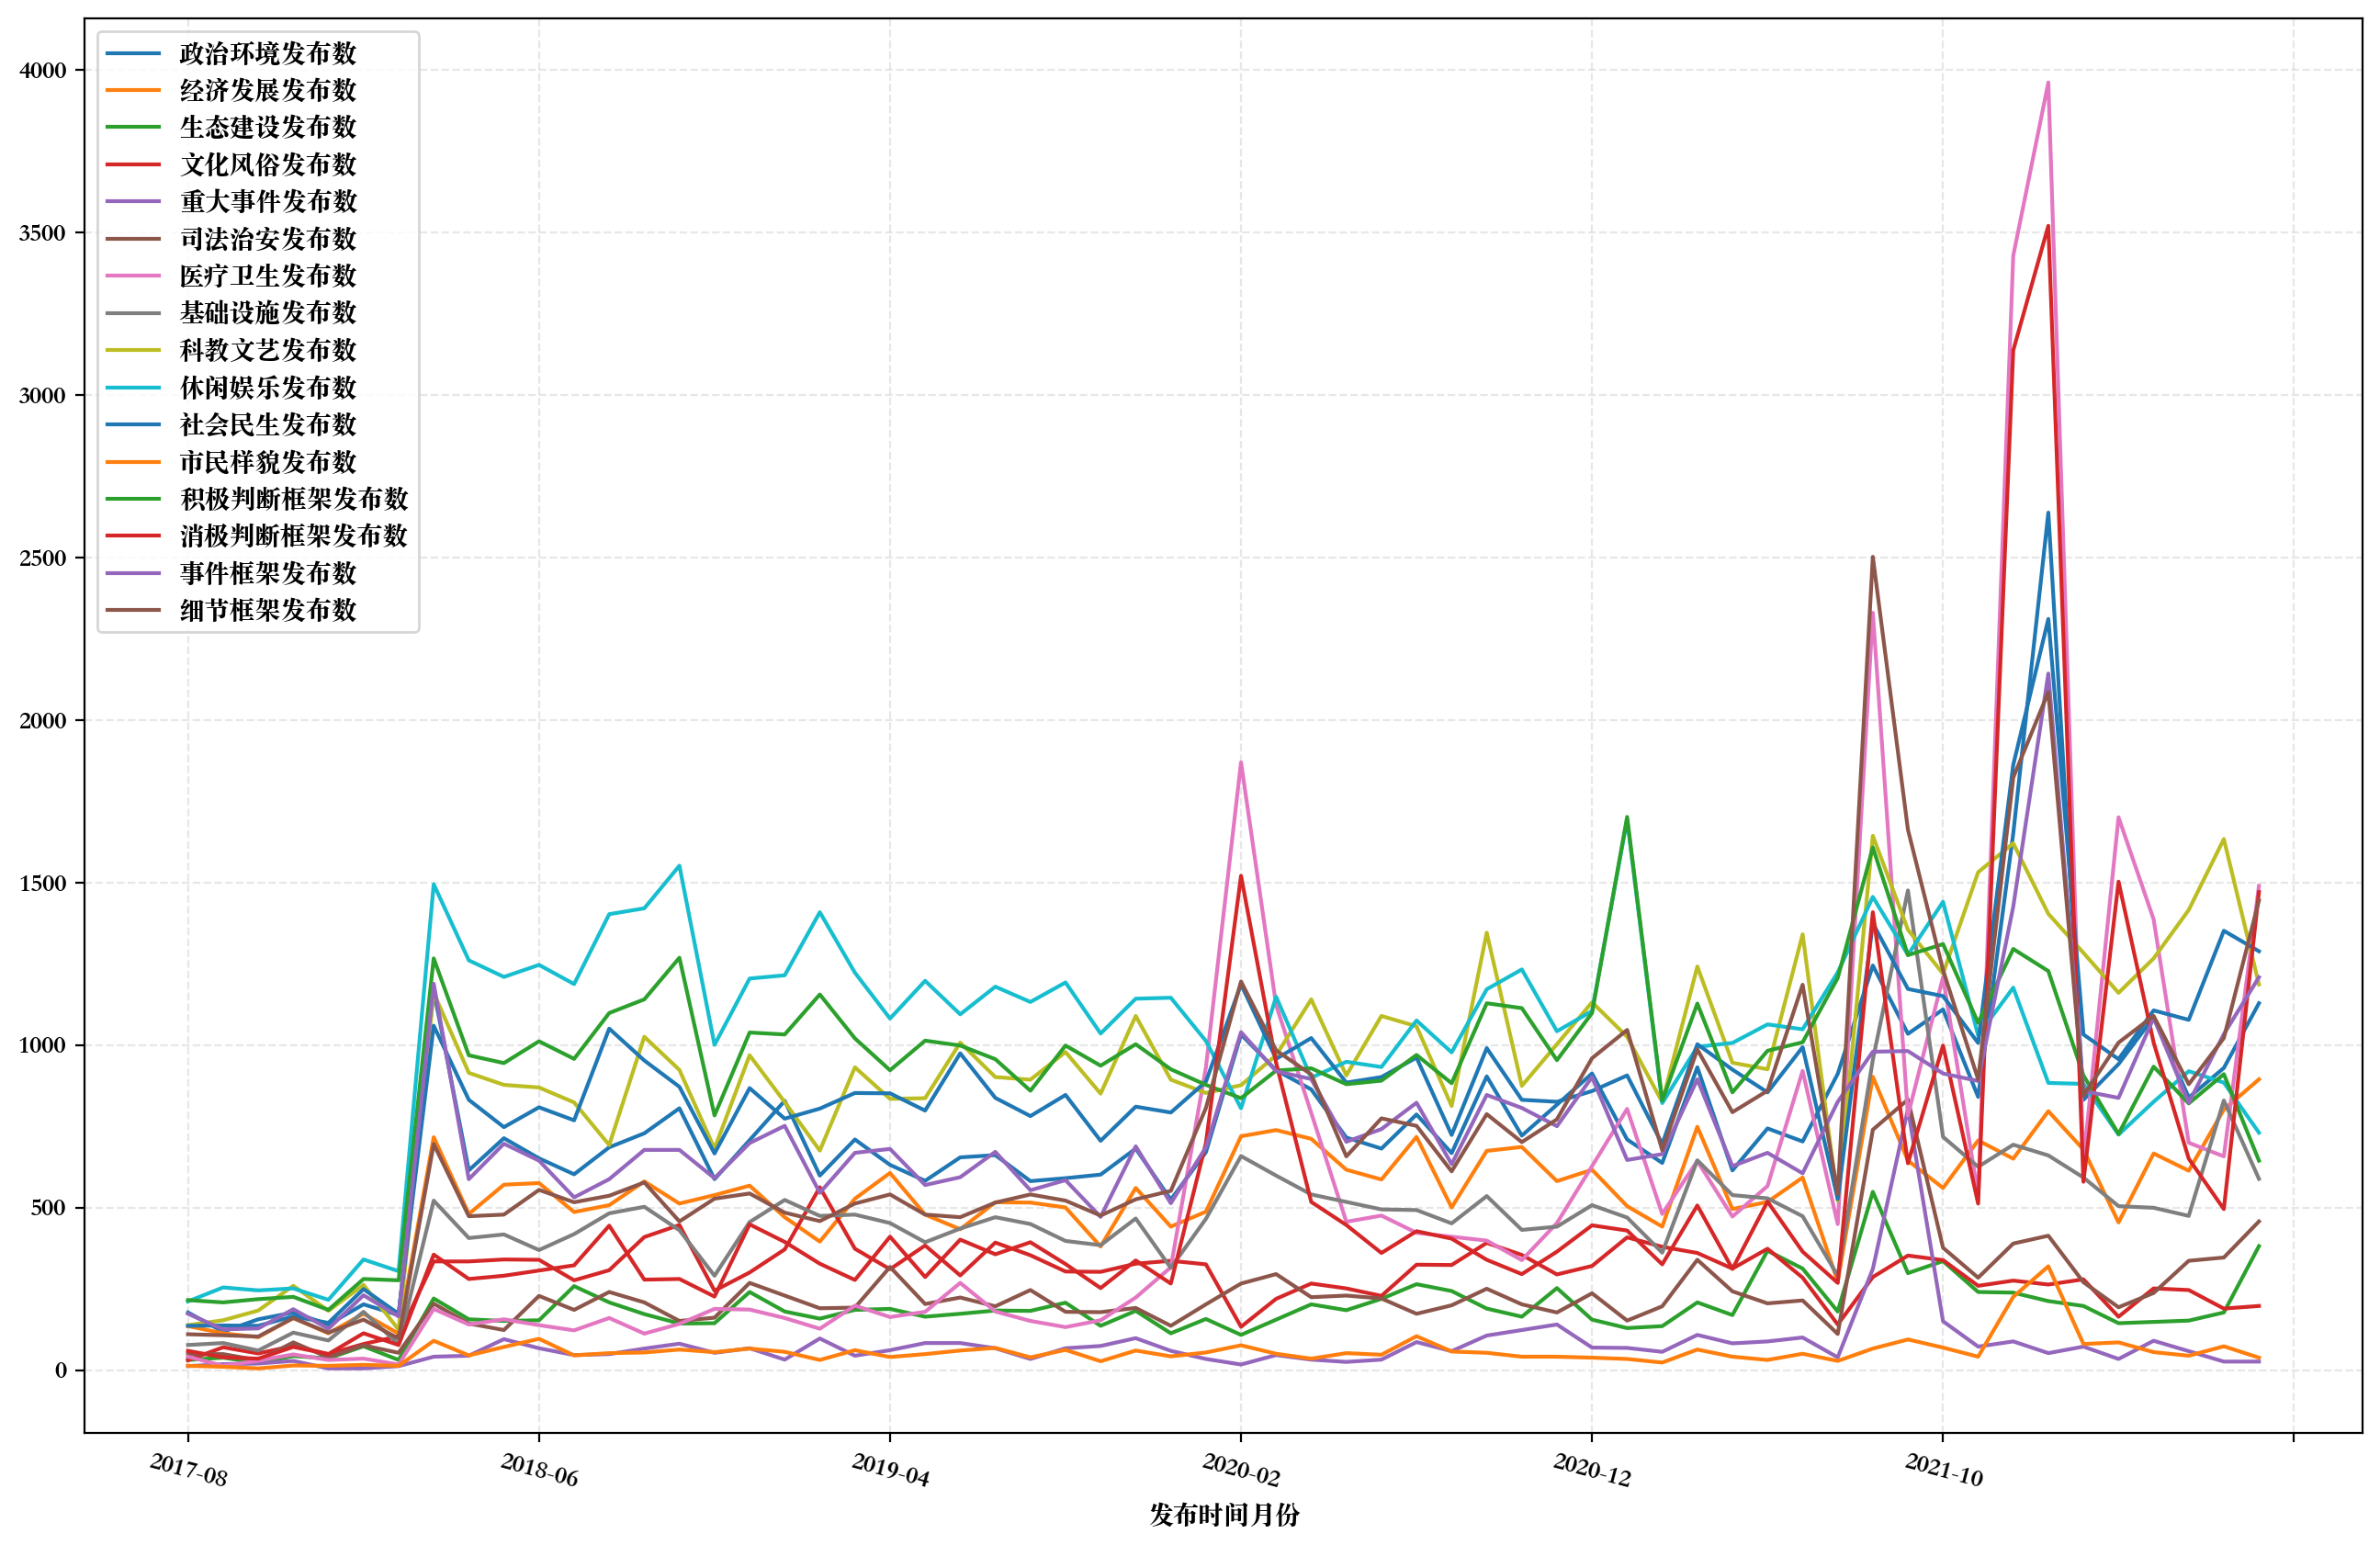 4000
3500
3000
2500
2000
1500
1000
500
0
政治环境发布数
经济发展发布数
生态建设发布数
文化风俗发布数
重大事件发布数
司法治安发布数
医疗卫生发布数
基础设施发布数
科教文艺发布数
休闲娱乐发布数
社会民生发布数
市民样貌发布数
积极判断框架发布数
消极判断框架发布数
事件框架发布数
细节框架发布数
2017-08
2018-06
2019-04
2020-02
2020-12
2021-10
发布时间月份